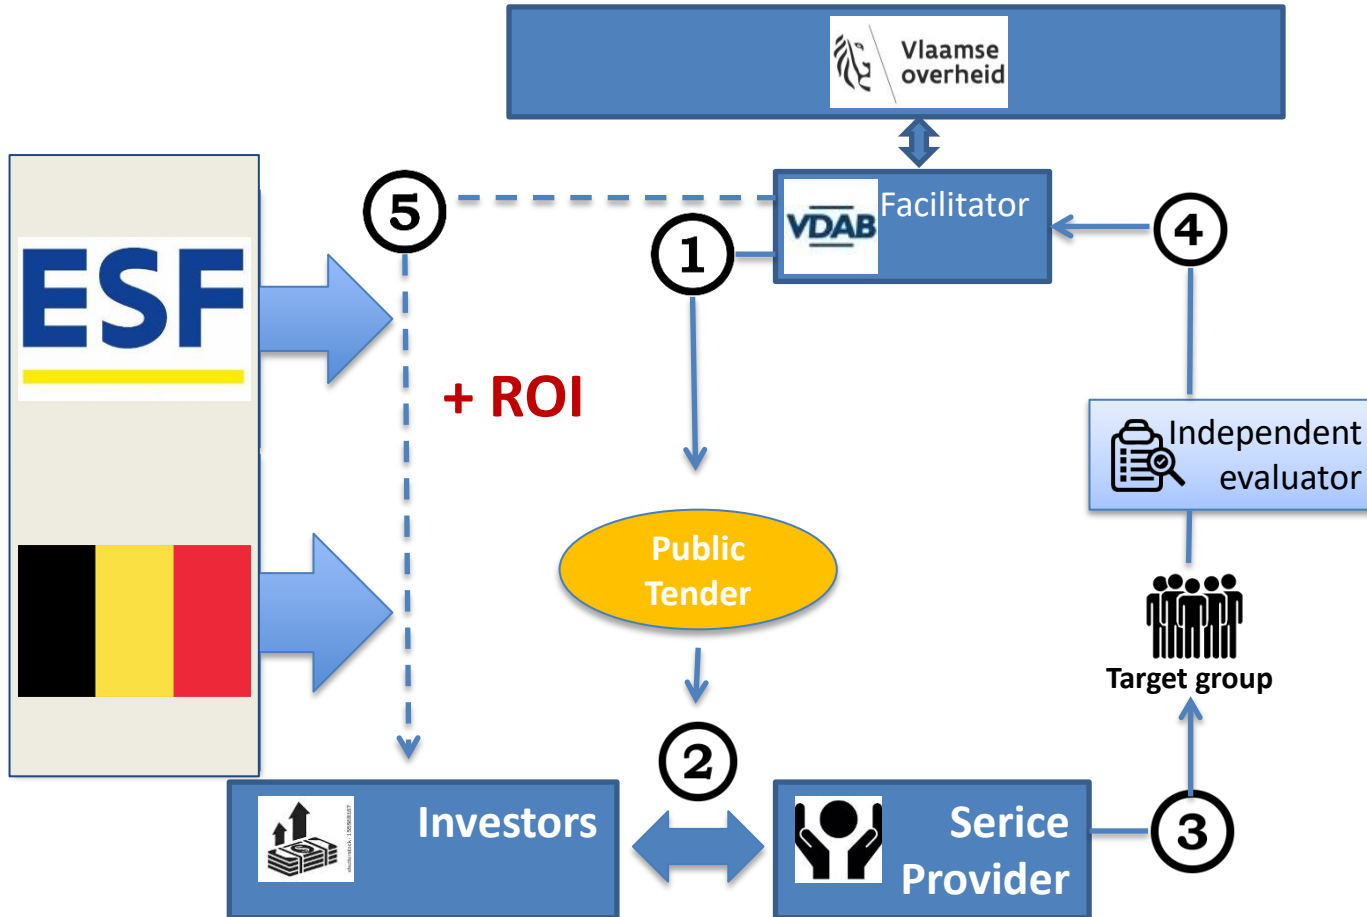 Vlaamse
overheid
VDAB
Facilitator
5
1
4
ESF
+ ROI
Independent
evaluator
Public
Tender
Target group
2
Investors
Serice
Provider
3